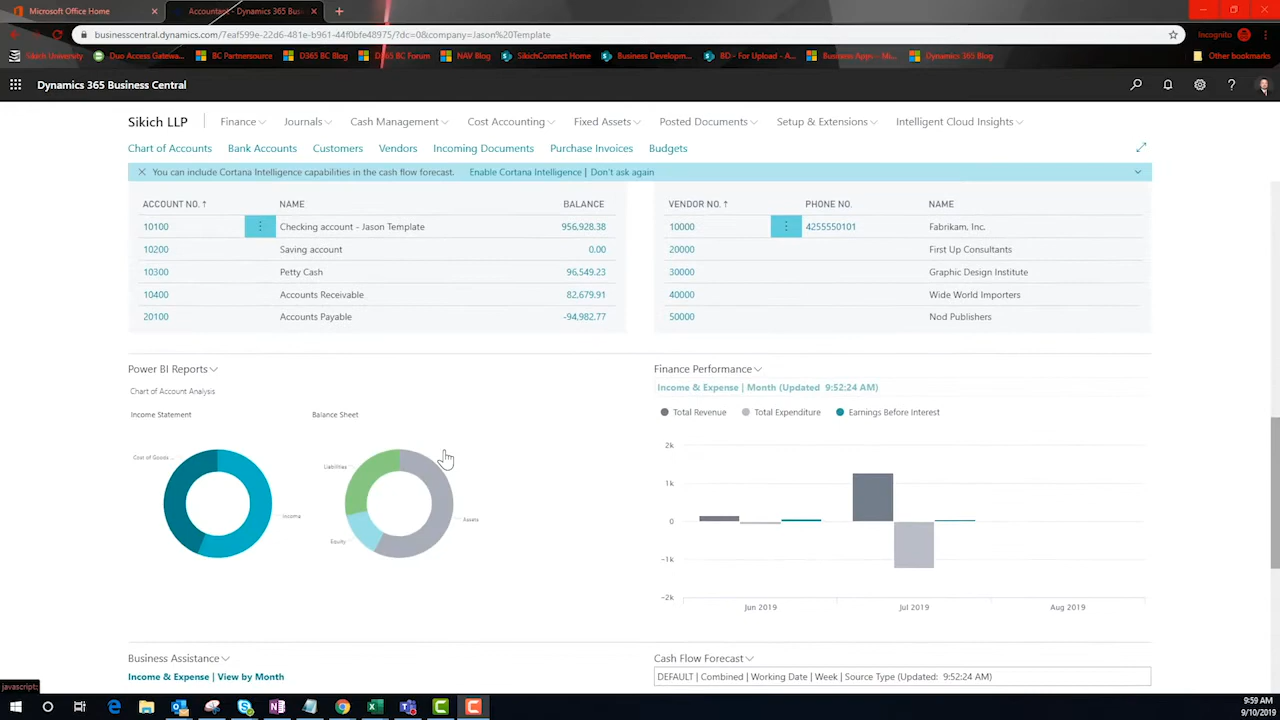 Microsoft Office Home
Accountant - Dynamics 365 Busin
businesscentral.dynamics.com/7eaf599e-22d6-481e-b961-44f0bfe48975/?dc=0&company=Jason%20Template
Incognito
Sikich University
Duo Access Gatewa...
BC Partnersource
D365 BC Blog
D365 BC Forum
NAV Blog
SikichConnect Home
Business Developm...
BD - For Upload - A...
Business Apps - Mi...
Dynamics 365 Blog
Other bookmarks
Dynamics 365 Business Central
?
Sikich LLP
Finance Journals Cash Management Cost Accounting Fixed Assets Posted Documents Setup & Extensions Intelligent Cloud Insights
Chart of Accounts Bank Accounts Customers Vendors Incoming Documents Purchase Invoices Budgets
You can include Cortana Intelligence capabilities in the cash flow forecast. Enable Cortana Intelligence | Don't ask again
ACCOUNT NO. ↑ NAME BALANCE
10100 Checking account - Jason Template 956,928.38
10200 Saving account 0.00
10300 Petty Cash 96,549.23
10400 Accounts Receivable 82,679.91
20100 Accounts Payable -94,982.77
VENDOR NO. ↑ PHONE NO. NAME
10000 4255550101 Fabrikam, Inc.
20000 First Up Consultants
30000 Graphic Design Institute
40000 Wide World Importers
50000 Nod Publishers
Power BI Reports
Chart of Account Analysis
Income Statement
Balance Sheet
Cost of Goods ...
Income
Liabilities
Equity
Assets
Finance Performance
Income & Expense | Month (Updated 9:52:24 AM)
Total Revenue Total Expenditure Earnings Before Interest
2k
1k
0
-1k
-2k
Jun 2019 Jul 2019 Aug 2019
Business Assistance
Income & Expense | View by Month
Cash Flow Forecast
DEFAULT | Combined | Working Date | Week | Source Type (Updated: 9:52:24 AM)
javascript:;
9:59 AM
9/10/2019